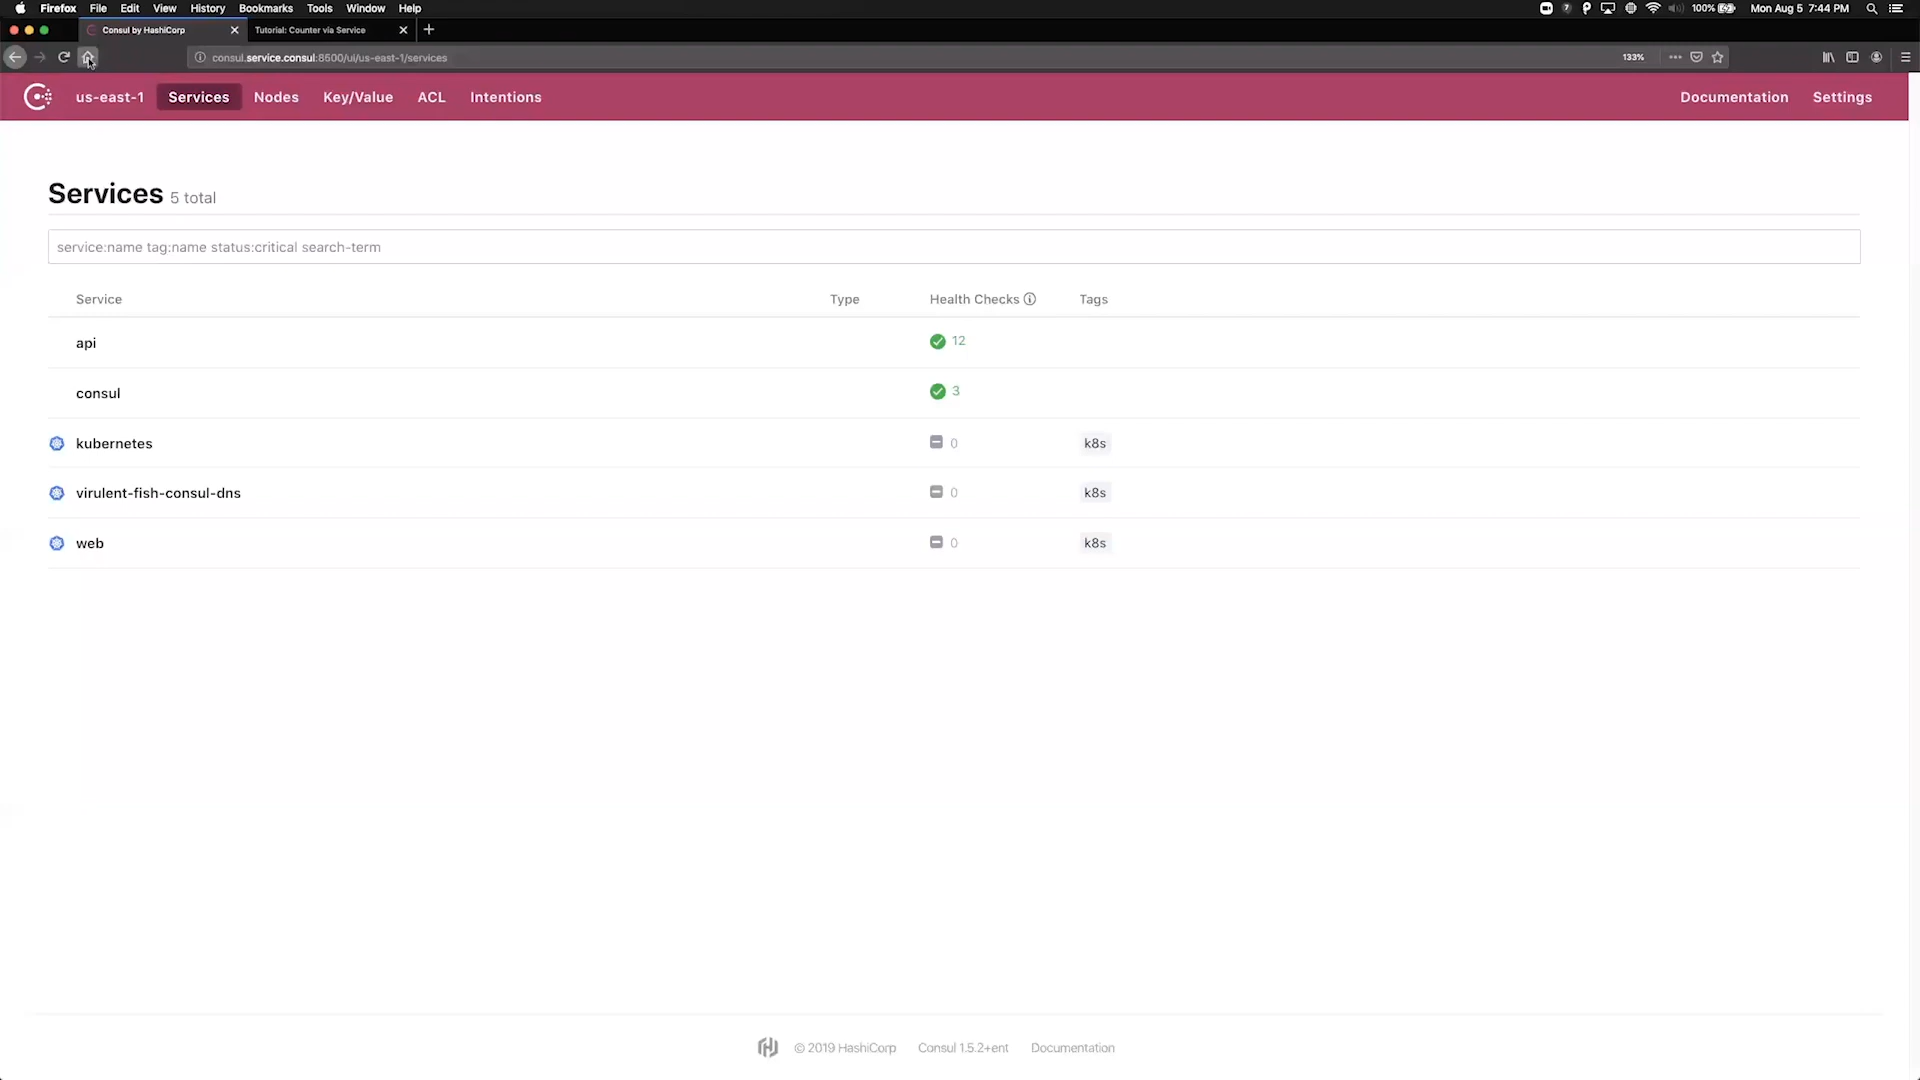 Firefox File Edit View History Bookmarks Tools Window Help 7 100% Mon Aug 5 7:44 PM
Consul by HashiCorp Tutorial: Counter via Service
consul.service.consul:8500/ui/us-east-1/services 133%
us-east-1 Services Nodes Key/Value ACL Intentions Documentation Settings
Services 5 total
service:name tag:name status:critical search-term
Service Type Health Checks Tags
api 12
consul 3
kubernetes 0 k8s
virulent-fish-consul-dns 0 k8s
web 0 k8s
© 2019 HashiCorp Consul 1.5.2+ent Documentation